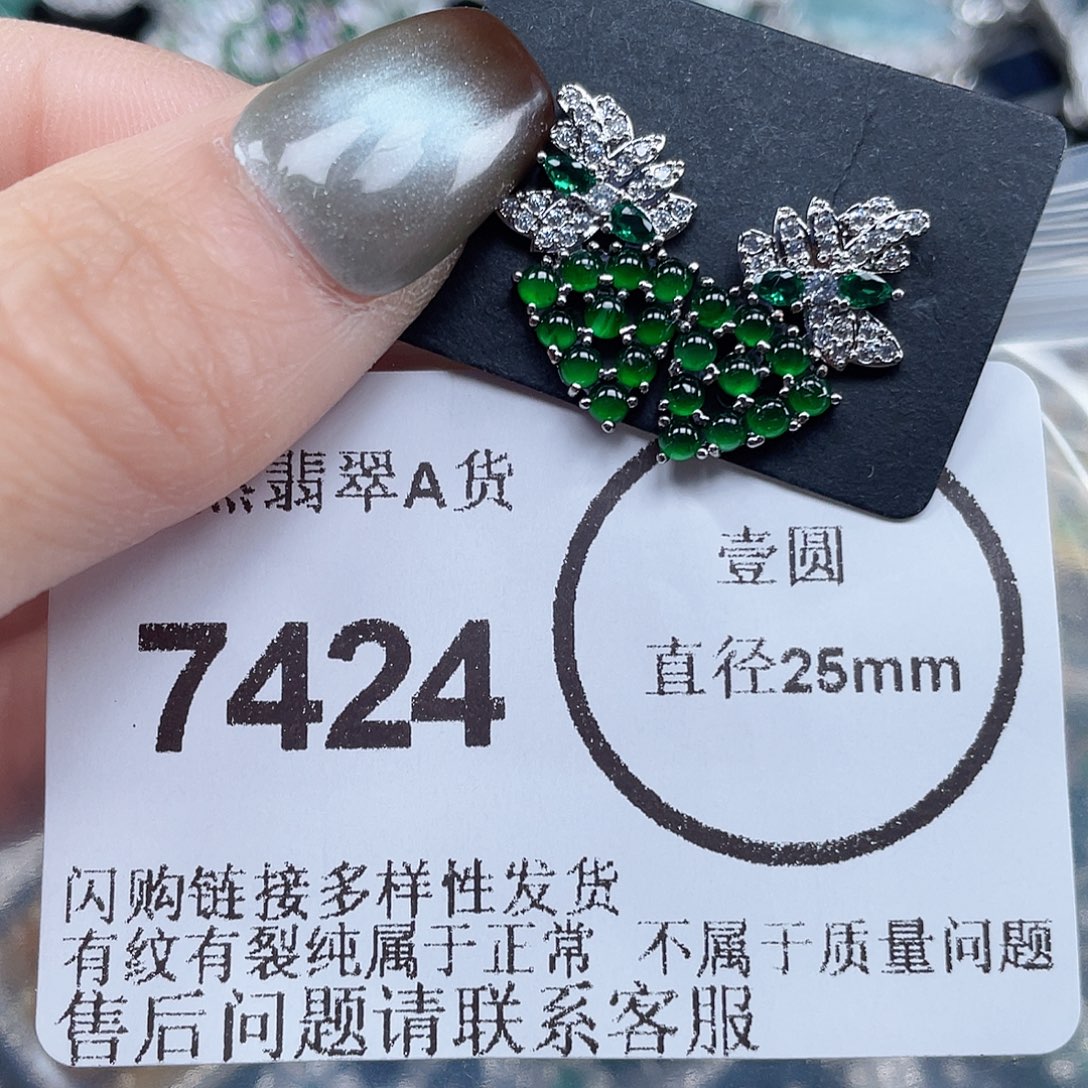 翡翠A货
壹圆
直径25mm
7424
闪购链接多样性发货
有纹有裂纯属于正常 不属于质量问题
售后问题请联系客服